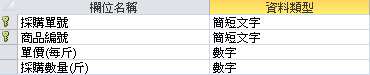 欄位名稱 資料類型
採購單號 簡短文字
商品編號 簡短文字
單價(每斤) 數字
採購數量(斤) 數字